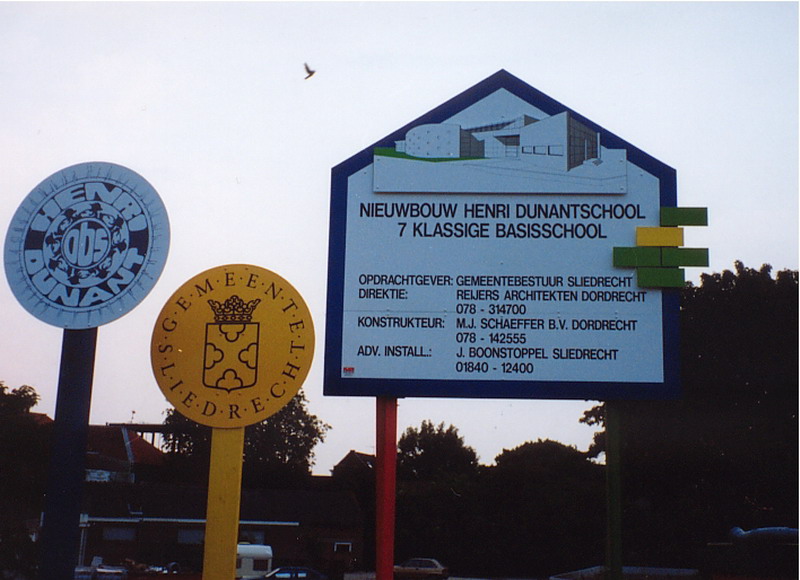 HENRI
obs
DUNANT
GEMEENTE
SLIEDRECHT
NIEUWBOUW HENRI DUNANTSCHOOL
7 KLASSIGE BASISSCHOOL
OPDRACHTGEVER: GEMEENTEBESTUUR SLIEDRECHT
DIREKTIE: REIJERS ARCHITEKTEN DORDRECHT
078 - 314700
KONSTRUKTEUR: M.J. SCHAEFFER B.V. DORDRECHT
078 - 142555
ADV. INSTALL.: J. BOONSTOPPEL SLIEDRECHT
01840 - 12400